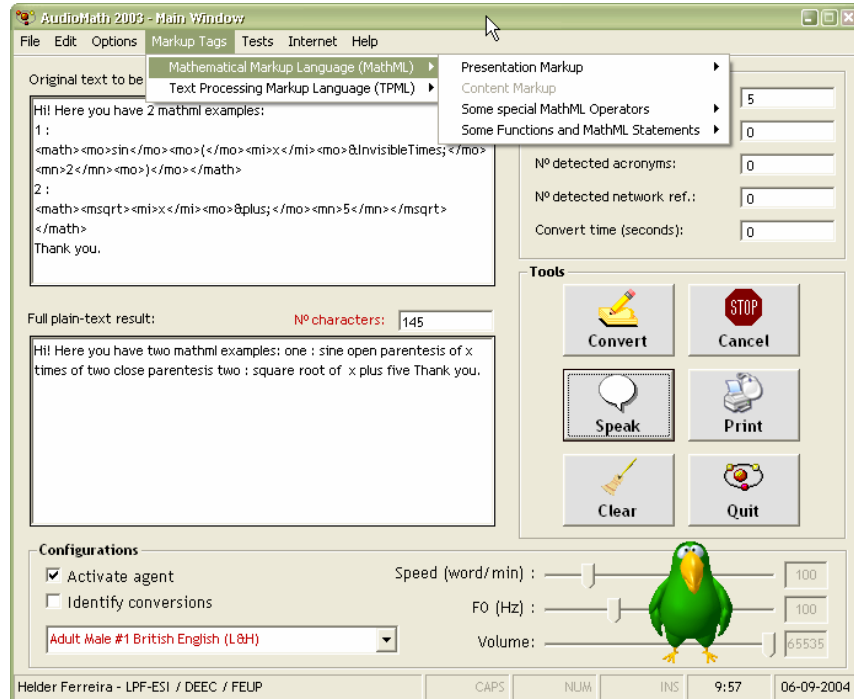 AudioMath 2003 - Main Window
File Edit Options Markup Tags Tests Internet Help
Mathematical Markup Language (MathML)
Text Processing Markup Language (TPML)
Presentation Markup
Content Markup
Some special MathML Operators
Some Functions and MathML Statements
Original text to be
Hi! Here you have 2 mathml examples:
1 :
<math><mo>sin</mo><mo>(</mo><mi>x</mi><mo>&InvisibleTimes;</mo>
<mn>2</mn><mo>)</mo></math>
2 :
<math><msqrt><mi>x</mi><mo>&plus;</mo><mn>5</mn></msqrt>
</math>
Thank you.
5
0
Nº detected acronyms: 0
Nº detected network ref.: 0
Convert time (seconds): 0
Full plain-text result: Nº characters: 145
Hi! Here you have two mathml examples: one : sine open parentesis of x
times of two close parentesis two : square root of x plus five Thank you.
Tools
Convert
STOP
Cancel
Speak
Print
Clear
Quit
Configurations
Activate agent
Identify conversions
Adult Male #1 British English (L&H)
Speed (word/min) : 100
F0 (Hz) : 100
Volume: 65535
Helder Ferreira - LPF-ESI / DEEC / FEUP CAPS NUM INS 9:57 06-09-2004